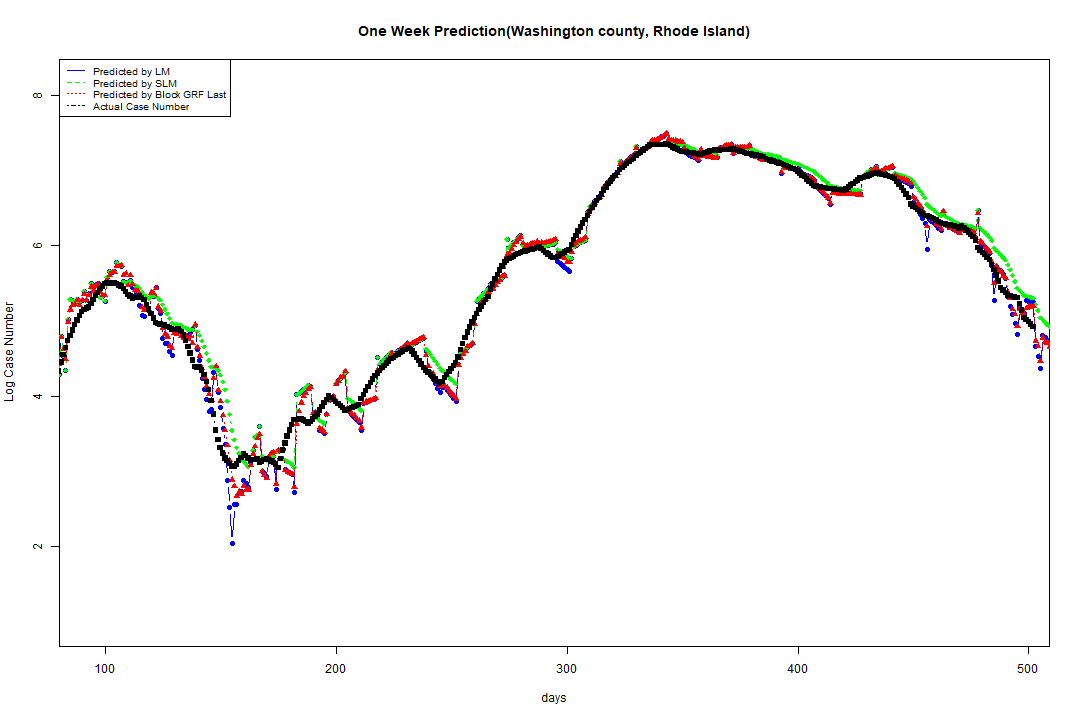 One Week Prediction(Washington county, Rhode Island)
Predicted by LM
Predicted by SLM
Predicted by Block GRF Last
Actual Case Number
8
6
4
2
Log Case Number
100 200 300 400 500
days